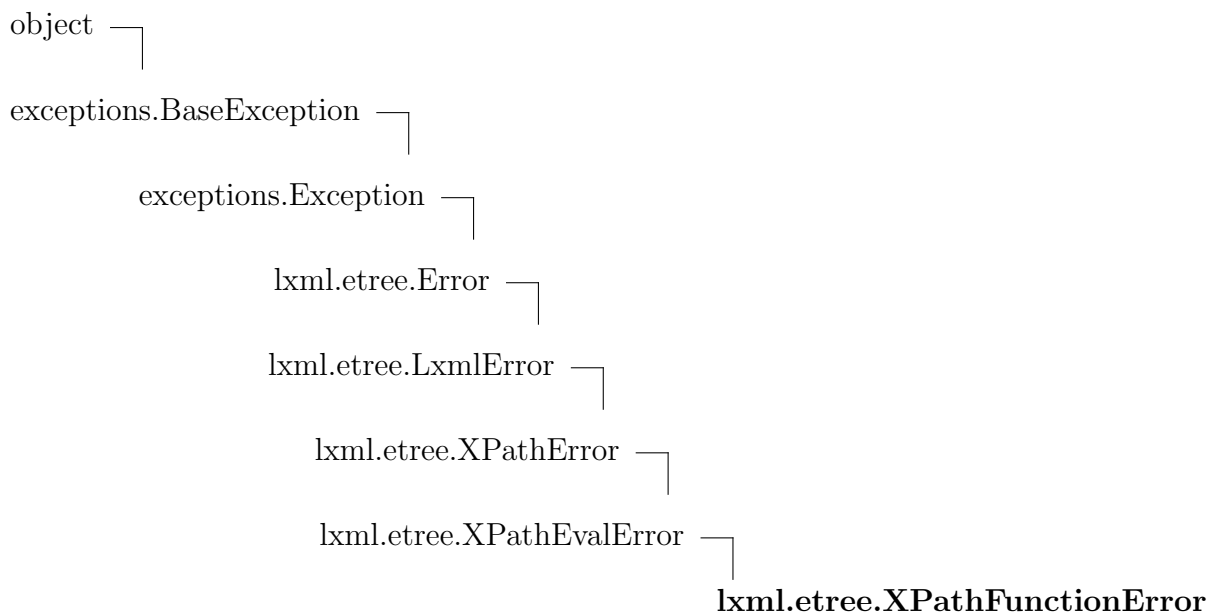 object
exceptions.BaseException
exceptions.Exception
lxml.etree.Error
lxml.etree.LxmlError
lxml.etree.XPathError
lxml.etree.XPathEvalError
lxml.etree.XPathFunctionError